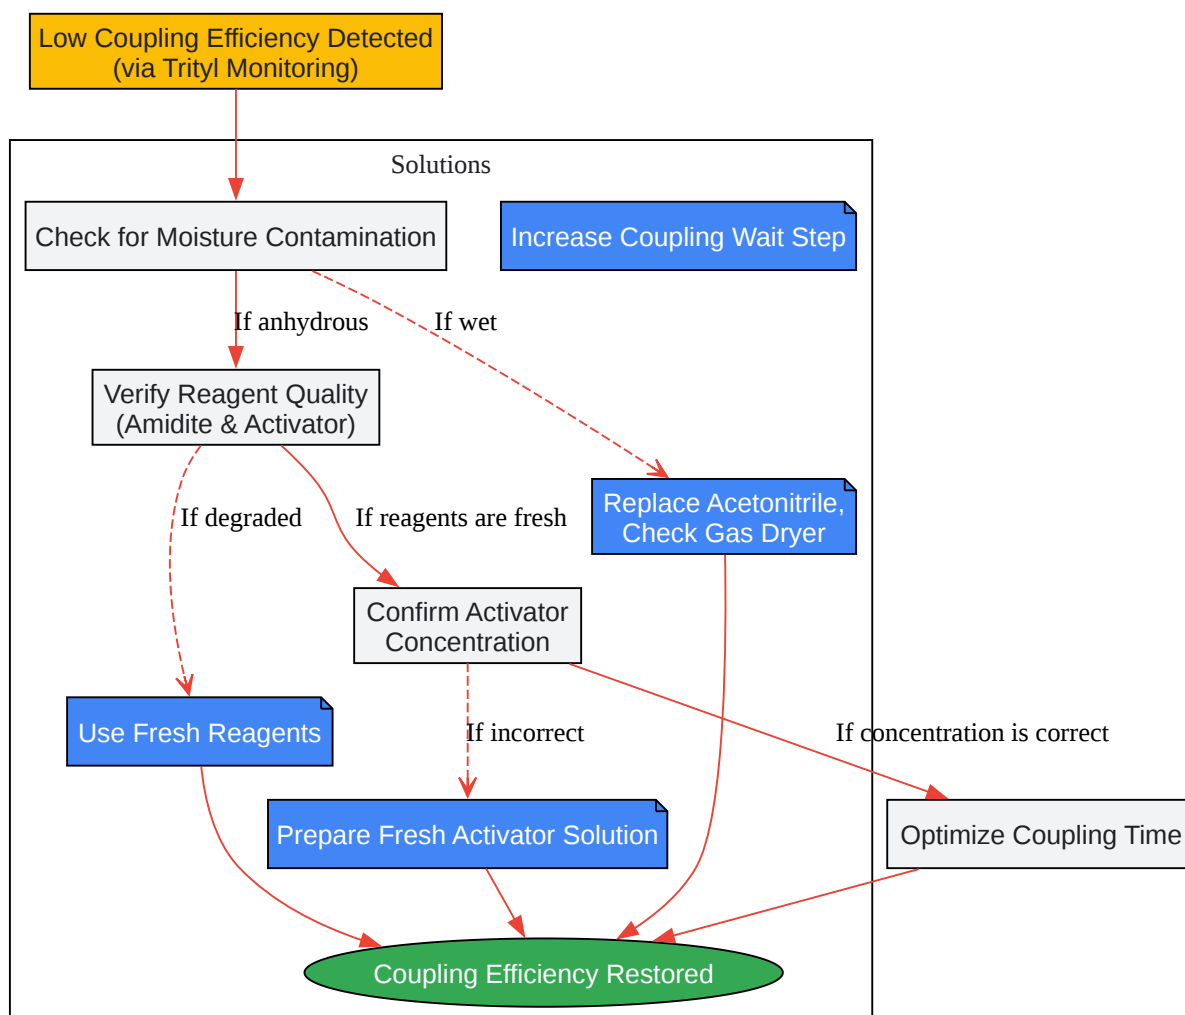 Low Coupling Efficiency Detected
(via Trityl Monitoring)
Solutions
Check for Moisture Contamination
Increase Coupling Wait Step
If anhydrous
If wet
Verify Reagent Quality
(Amidite & Activator)
If degraded
If reagents are fresh
Replace Acetonitrile,
Check Gas Dryer
Confirm Activator
Concentration
Use Fresh Reagents
If incorrect
If concentration is correct
Prepare Fresh Activator Solution
Optimize Coupling Time
Coupling Efficiency Restored